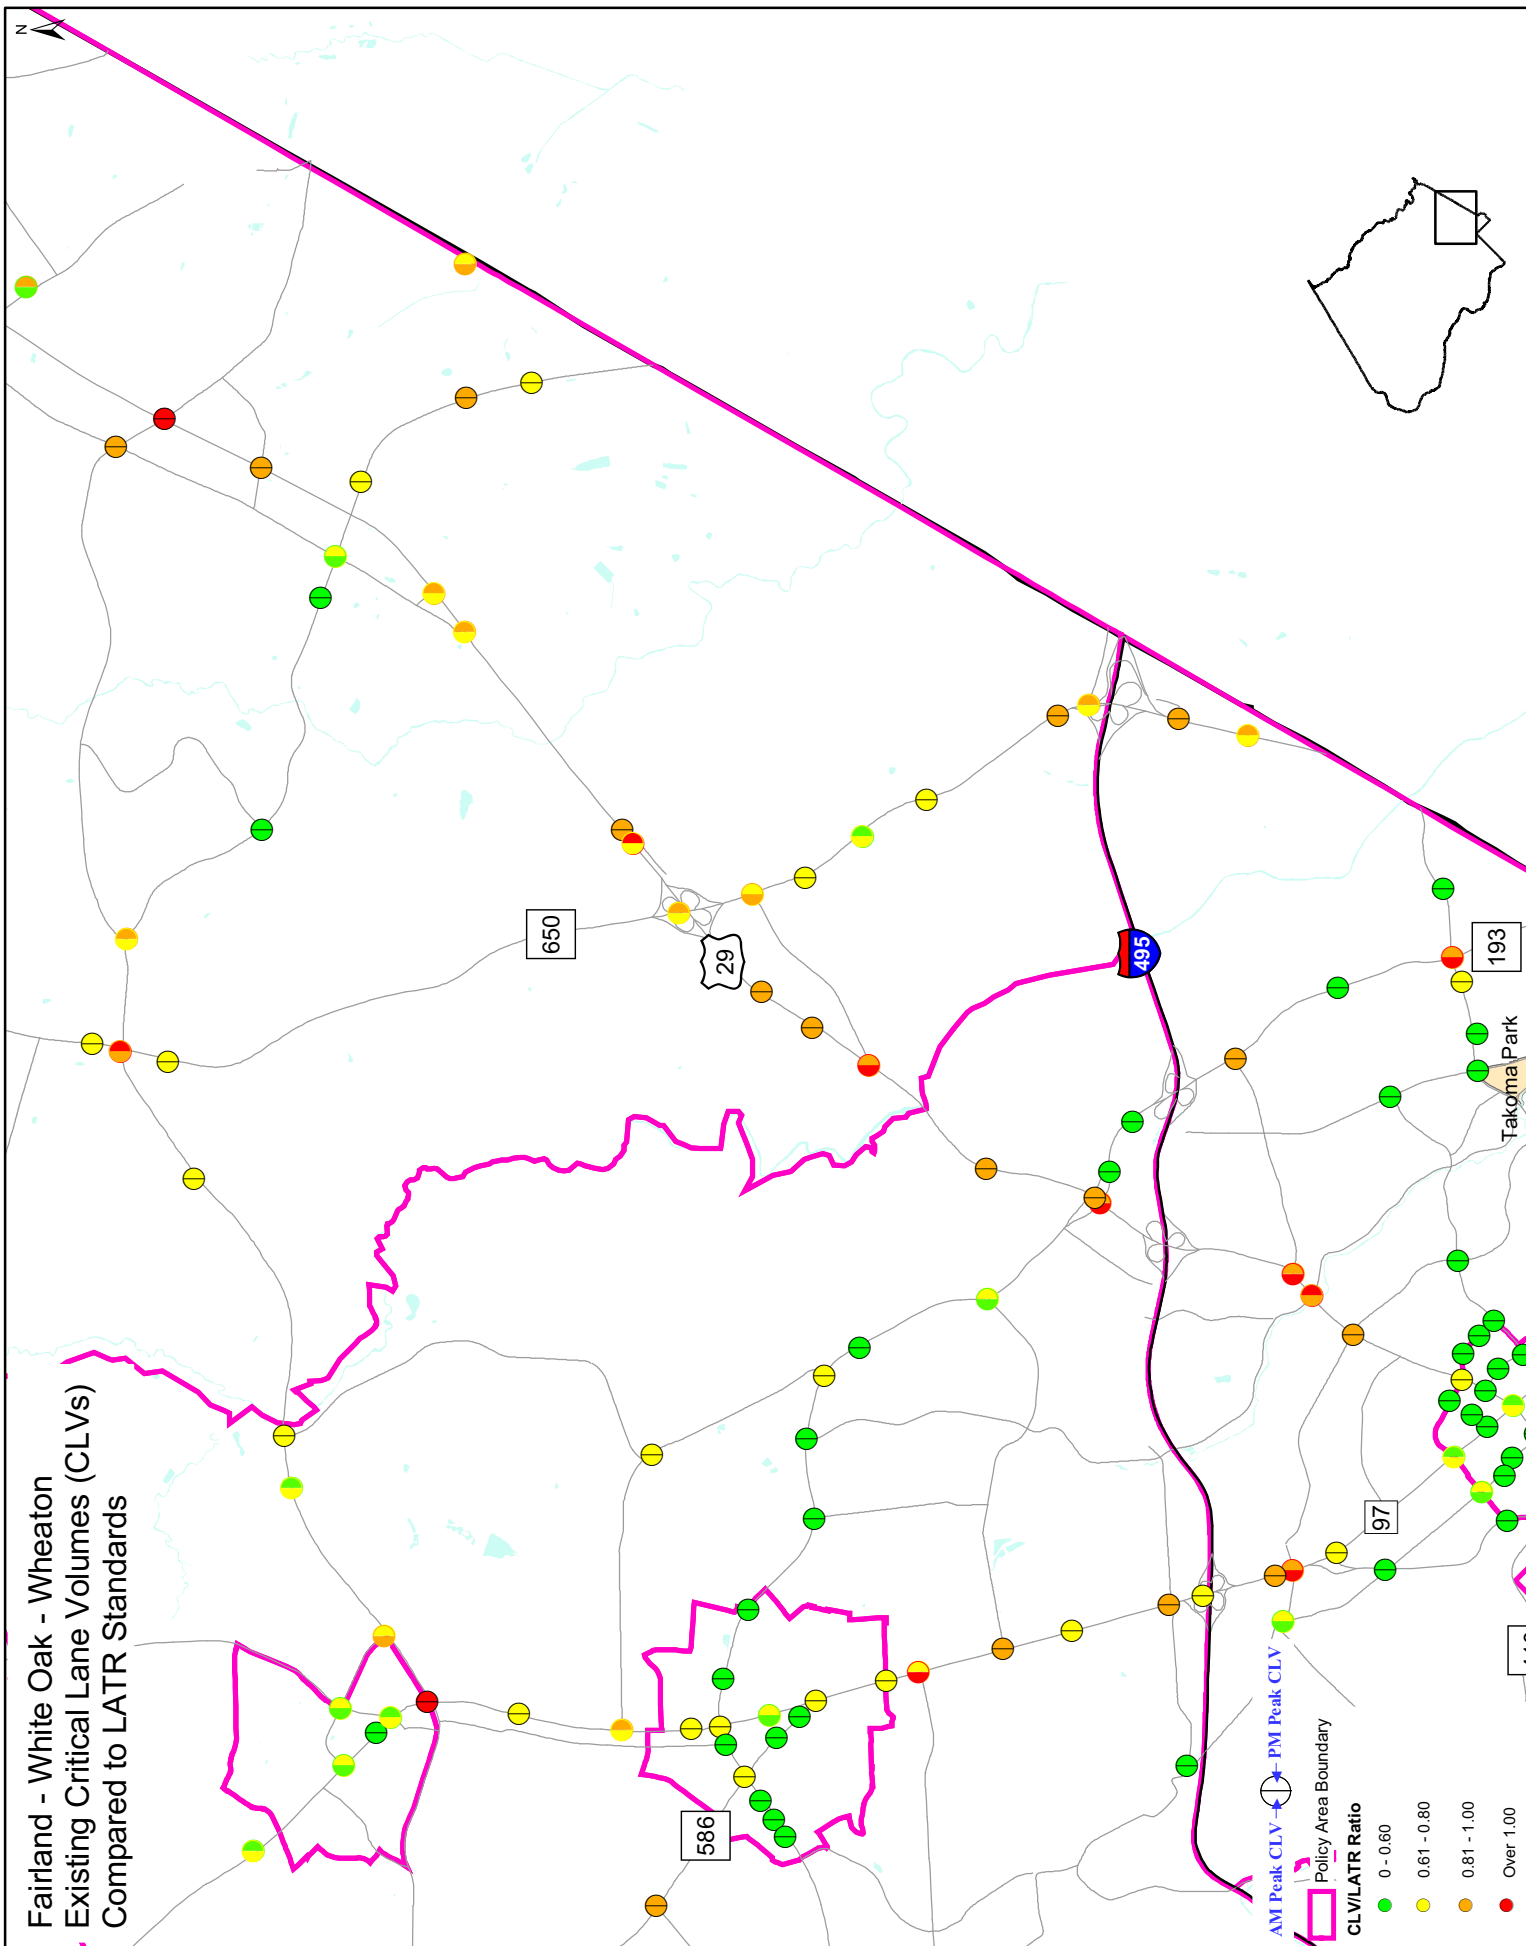 Fairland - White Oak - Wheaton
Existing Critical Lane Volumes (CLVs)
Compared to LATR Standards
N
650
29
495
193
Takoma Park
97
586
AM Peak CLV
PM Peak CLV
Policy Area Boundary
CLV/LATR Ratio
0 - 0.60
0.61 - 0.80
0.81 - 1.00
Over 1.00